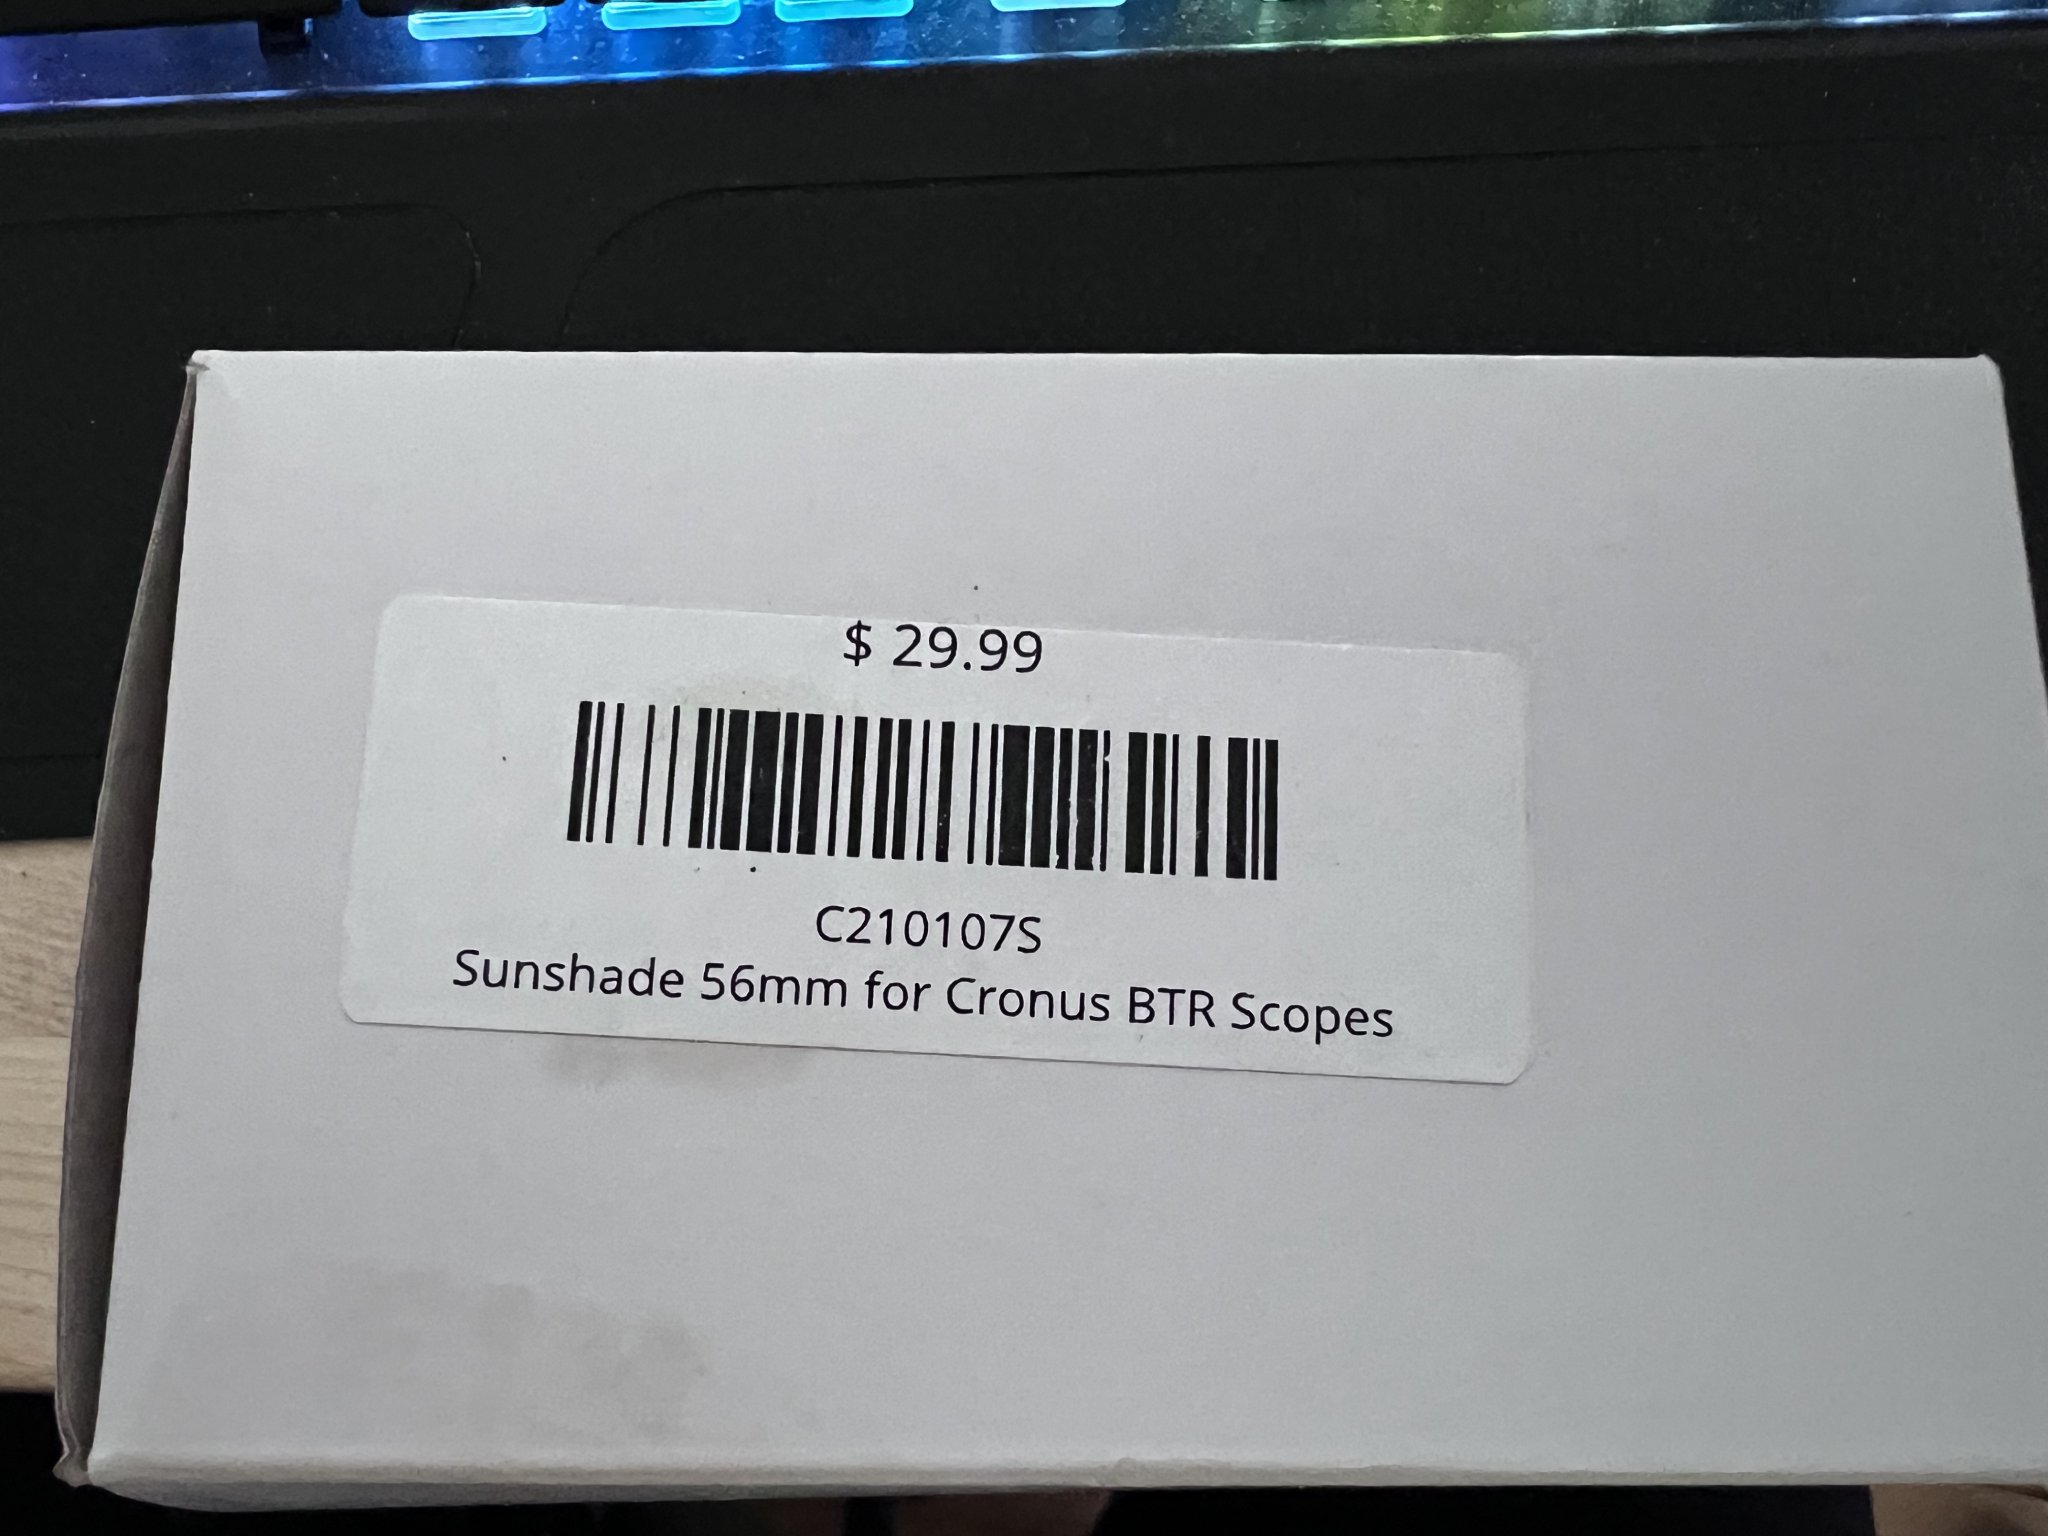 $ 29.99
C210107S
Sunshade 56mm for Cronus BTR Scopes